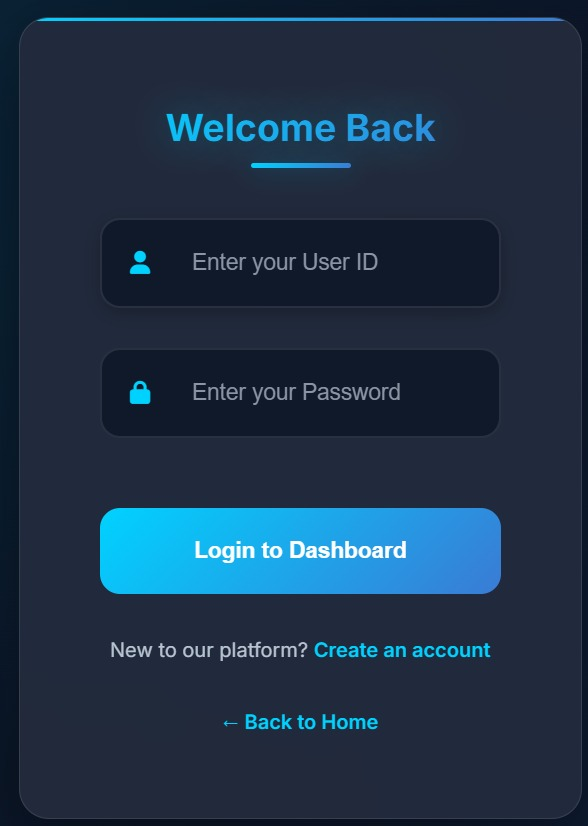 Welcome Back
Enter your User ID
Enter your Password
Login to Dashboard
New to our platform? Create an account
← Back to Home